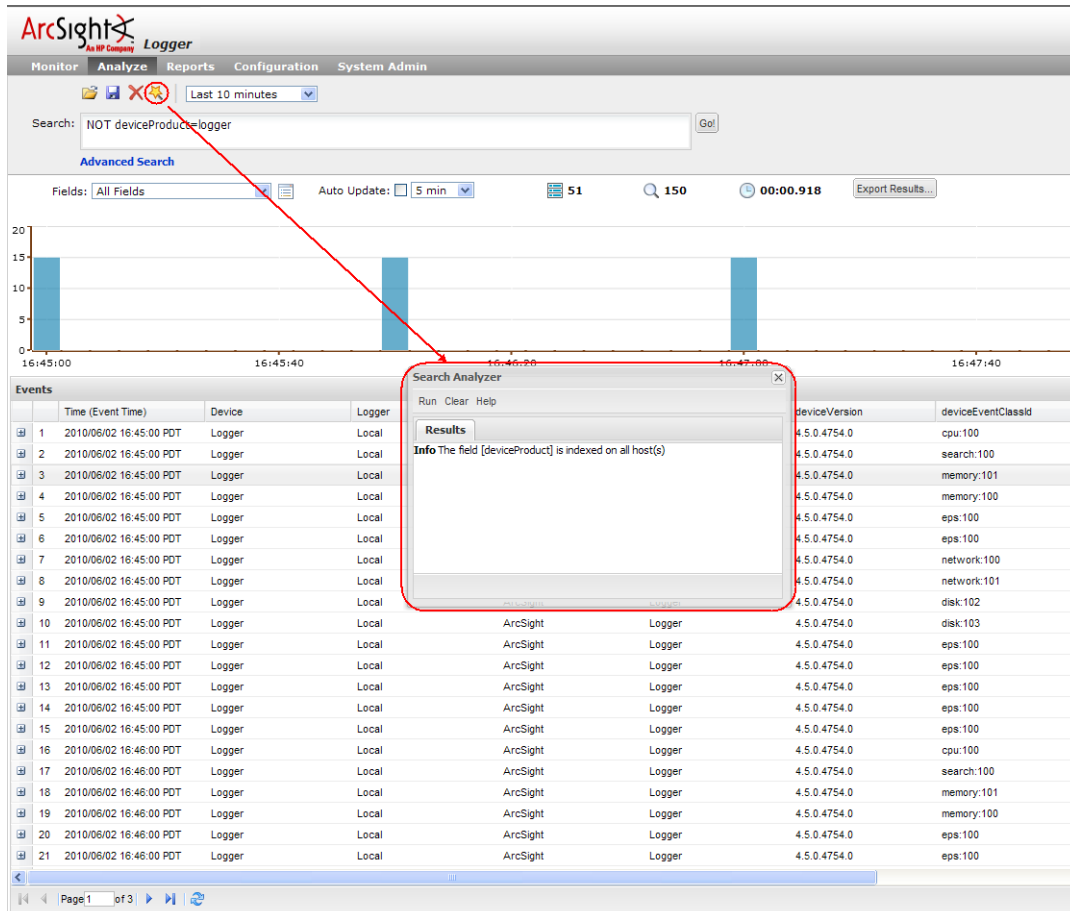 ArcSight
An HP Company
Logger
Monitor Analyze Reports Configuration System Admin
Last 10 minutes
Search: NOT deviceProduct=logger Go!
Advanced Search
Fields: All Fields Auto Update: 5 min 51 150 00:00.918 Export Results...
20
15
10
5
0
16:45:00 16:45:40 16:46:20 16:47:00 16:47:40
Events
Time (Event Time) Device Logger deviceVersion deviceEventClassId
Search Analyzer
Run Clear Help
Results
Info The field [deviceProduct] is indexed on all host(s)
1 2010/06/02 16:45:00 PDT Logger Local 4.5.0.4754.0 cpu:100
2 2010/06/02 16:45:00 PDT Logger Local 4.5.0.4754.0 search:100
3 2010/06/02 16:45:00 PDT Logger Local 4.5.0.4754.0 memory:101
4 2010/06/02 16:45:00 PDT Logger Local 4.5.0.4754.0 memory:100
5 2010/06/02 16:45:00 PDT Logger Local 4.5.0.4754.0 eps:100
6 2010/06/02 16:45:00 PDT Logger Local 4.5.0.4754.0 eps:100
7 2010/06/02 16:45:00 PDT Logger Local 4.5.0.4754.0 network:100
8 2010/06/02 16:45:00 PDT Logger Local 4.5.0.4754.0 network:101
9 2010/06/02 16:45:00 PDT Logger Local 4.5.0.4754.0 disk:102
10 2010/06/02 16:45:00 PDT Logger Local ArcSight Logger 4.5.0.4754.0 disk:103
11 2010/06/02 16:45:00 PDT Logger Local ArcSight Logger 4.5.0.4754.0 eps:100
12 2010/06/02 16:45:00 PDT Logger Local ArcSight Logger 4.5.0.4754.0 eps:100
13 2010/06/02 16:45:00 PDT Logger Local ArcSight Logger 4.5.0.4754.0 eps:100
14 2010/06/02 16:45:00 PDT Logger Local ArcSight Logger 4.5.0.4754.0 eps:100
15 2010/06/02 16:45:00 PDT Logger Local ArcSight Logger 4.5.0.4754.0 eps:100
16 2010/06/02 16:46:00 PDT Logger Local ArcSight Logger 4.5.0.4754.0 cpu:100
17 2010/06/02 16:46:00 PDT Logger Local ArcSight Logger 4.5.0.4754.0 search:100
18 2010/06/02 16:46:00 PDT Logger Local ArcSight Logger 4.5.0.4754.0 memory:101
19 2010/06/02 16:46:00 PDT Logger Local ArcSight Logger 4.5.0.4754.0 memory:100
20 2010/06/02 16:46:00 PDT Logger Local ArcSight Logger 4.5.0.4754.0 eps:100
21 2010/06/02 16:46:00 PDT Logger Local ArcSight Logger 4.5.0.4754.0 eps:100
Page 1 of 3